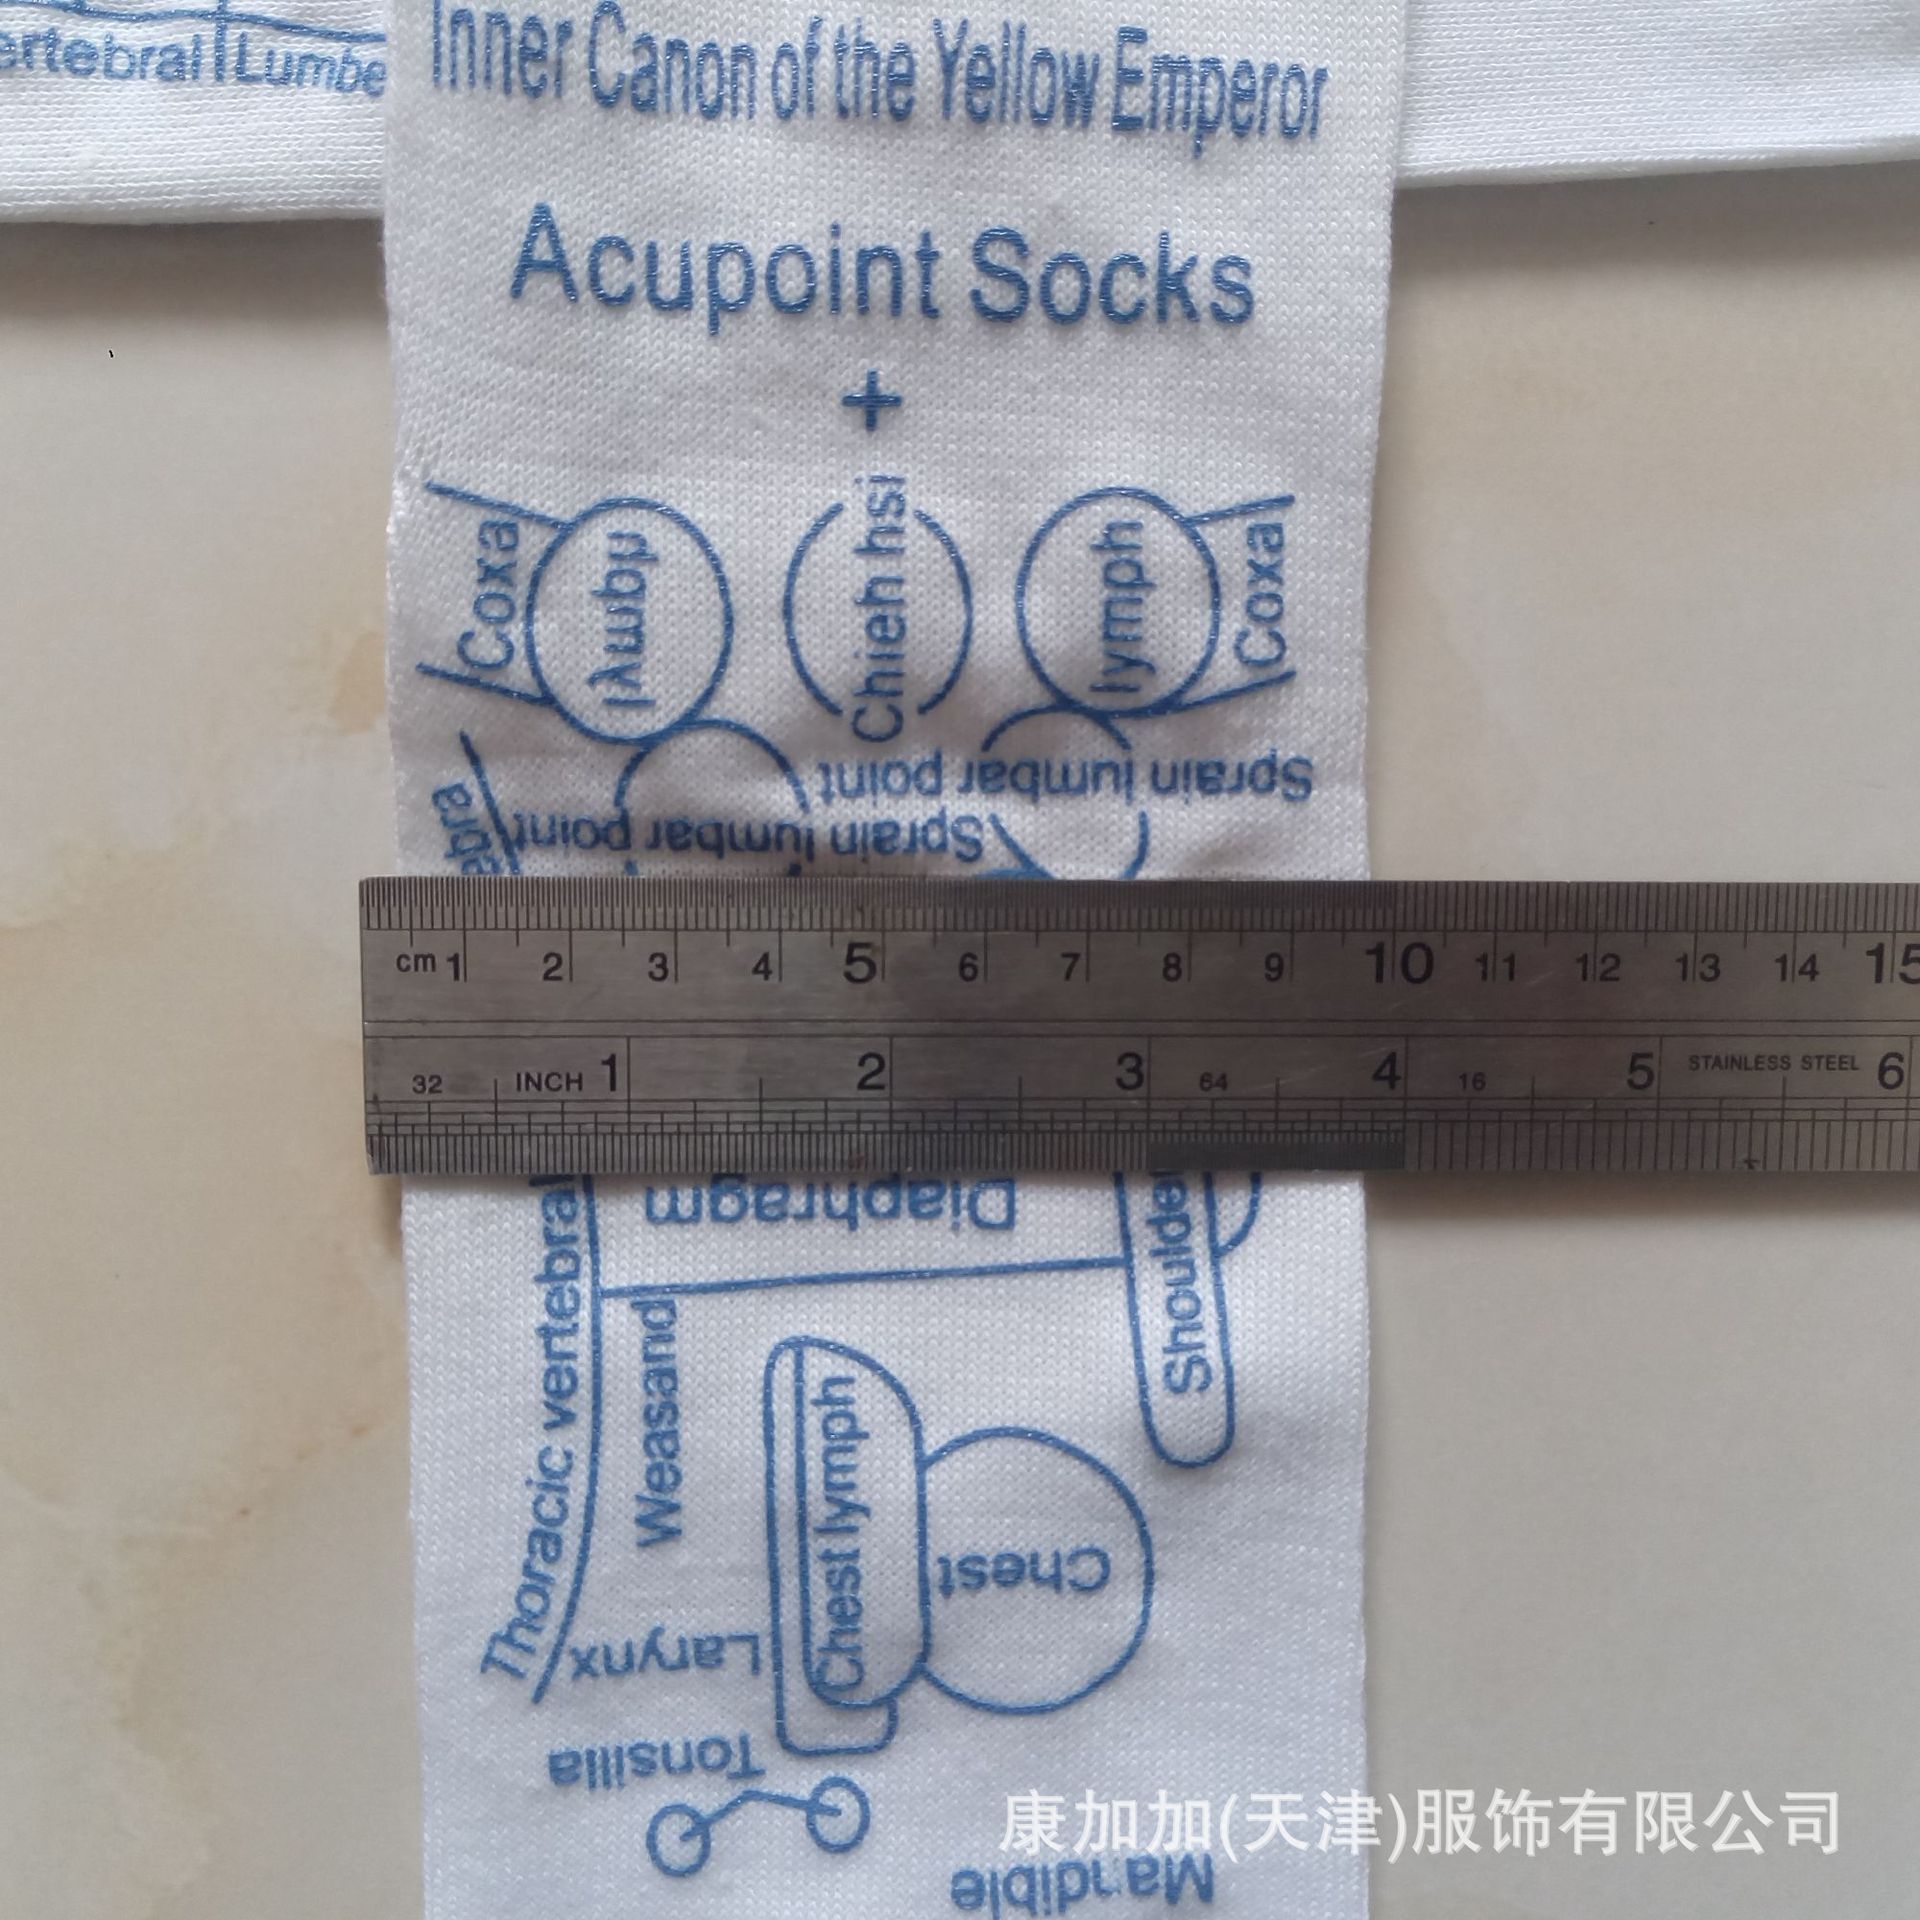 ertebral Lumbe
Inner Canon of the Yellow Emperor
Acupoint Socks
+
Coxa
lymph
Chieh hsi
lymph
Coxa
Sprain lumbar point
Sprain lumbar point
cm 1 2 3 4 5 6 7 8 9 10 11 12 13 14 15
32 INCH 1 2 3 64 4 16 5 STAINLESS STEEL 6
Thoracic vertebral
Diaphragm
Shoulder
Weasand
Chest lymph
Chest
Larynx
Tonsilla
康加加(天津)服饰有限公司
Mandible